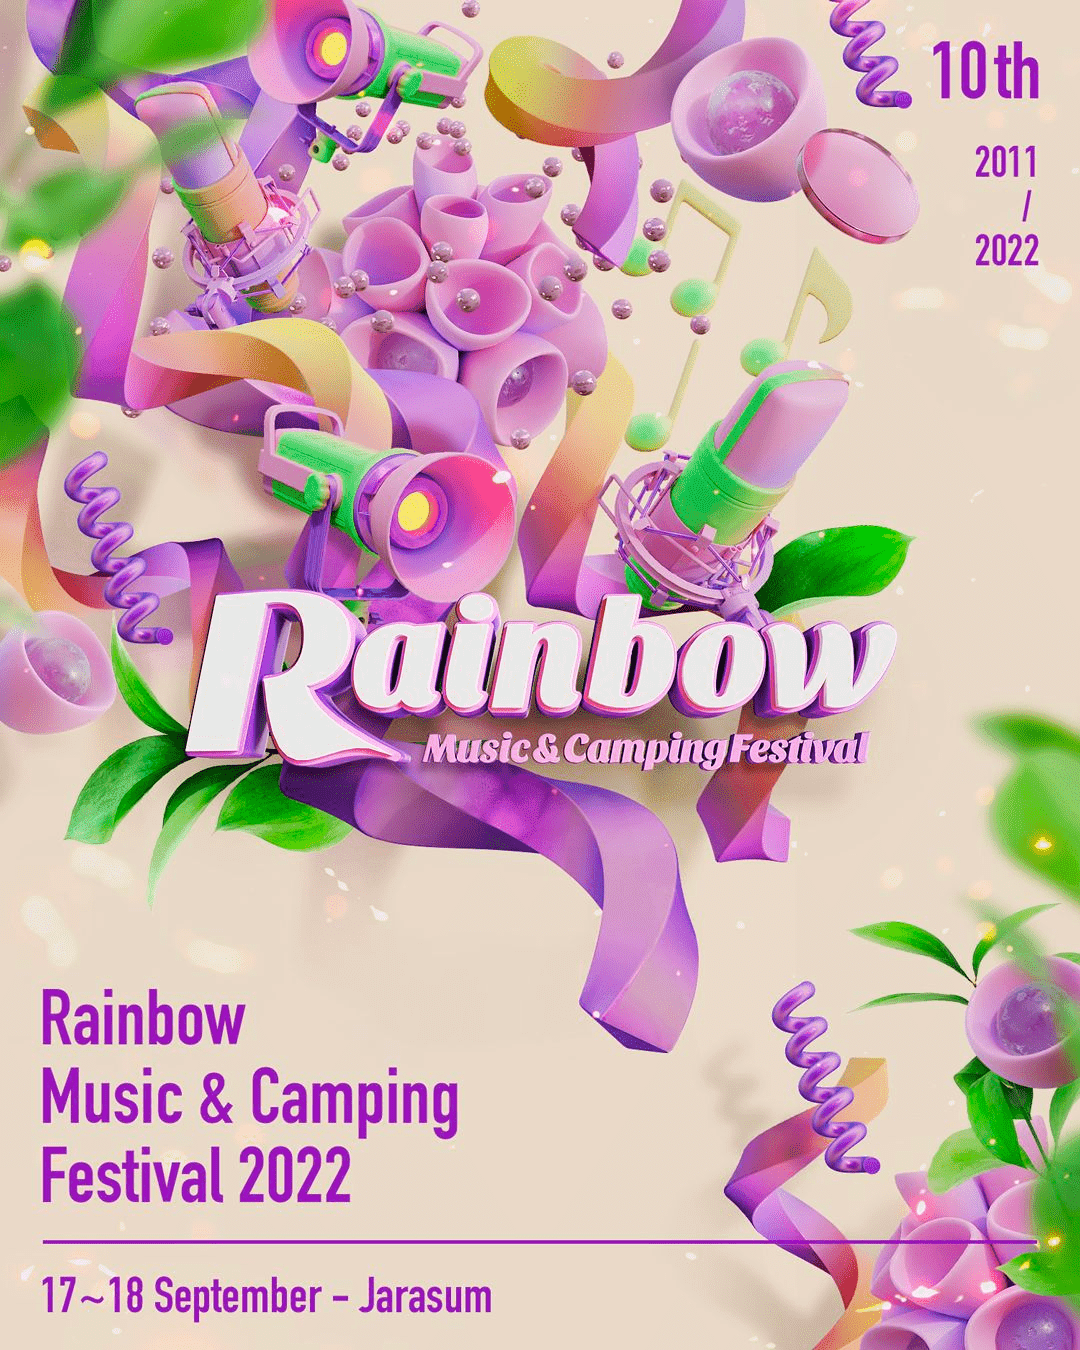 10th
2011
/
2022
Rainbow
Music & Camping Festival
Rainbow
Music & Camping
Festival 2022
17~18 September - Jarasum